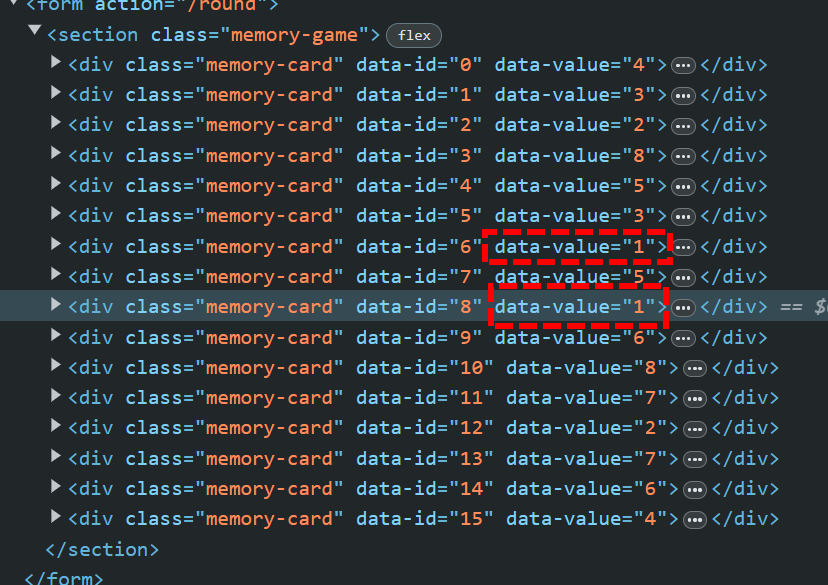 <form action="/round">
<section class="memory-game"> flex
<div class="memory-card" data-id="0" data-value="4">…</div>
<div class="memory-card" data-id="1" data-value="3">…</div>
<div class="memory-card" data-id="2" data-value="2">…</div>
<div class="memory-card" data-id="3" data-value="8">…</div>
<div class="memory-card" data-id="4" data-value="5">…</div>
<div class="memory-card" data-id="5" data-value="3">…</div>
<div class="memory-card" data-id="6" data-value="1">…</div>
<div class="memory-card" data-id="7" data-value="5">…</div>
<div class="memory-card" data-id="8" data-value="1">…</div> == $
<div class="memory-card" data-id="9" data-value="6">…</div>
<div class="memory-card" data-id="10" data-value="8">…</div>
<div class="memory-card" data-id="11" data-value="7">…</div>
<div class="memory-card" data-id="12" data-value="2">…</div>
<div class="memory-card" data-id="13" data-value="7">…</div>
<div class="memory-card" data-id="14" data-value="6">…</div>
<div class="memory-card" data-id="15" data-value="4">…</div>
</section>
</form>